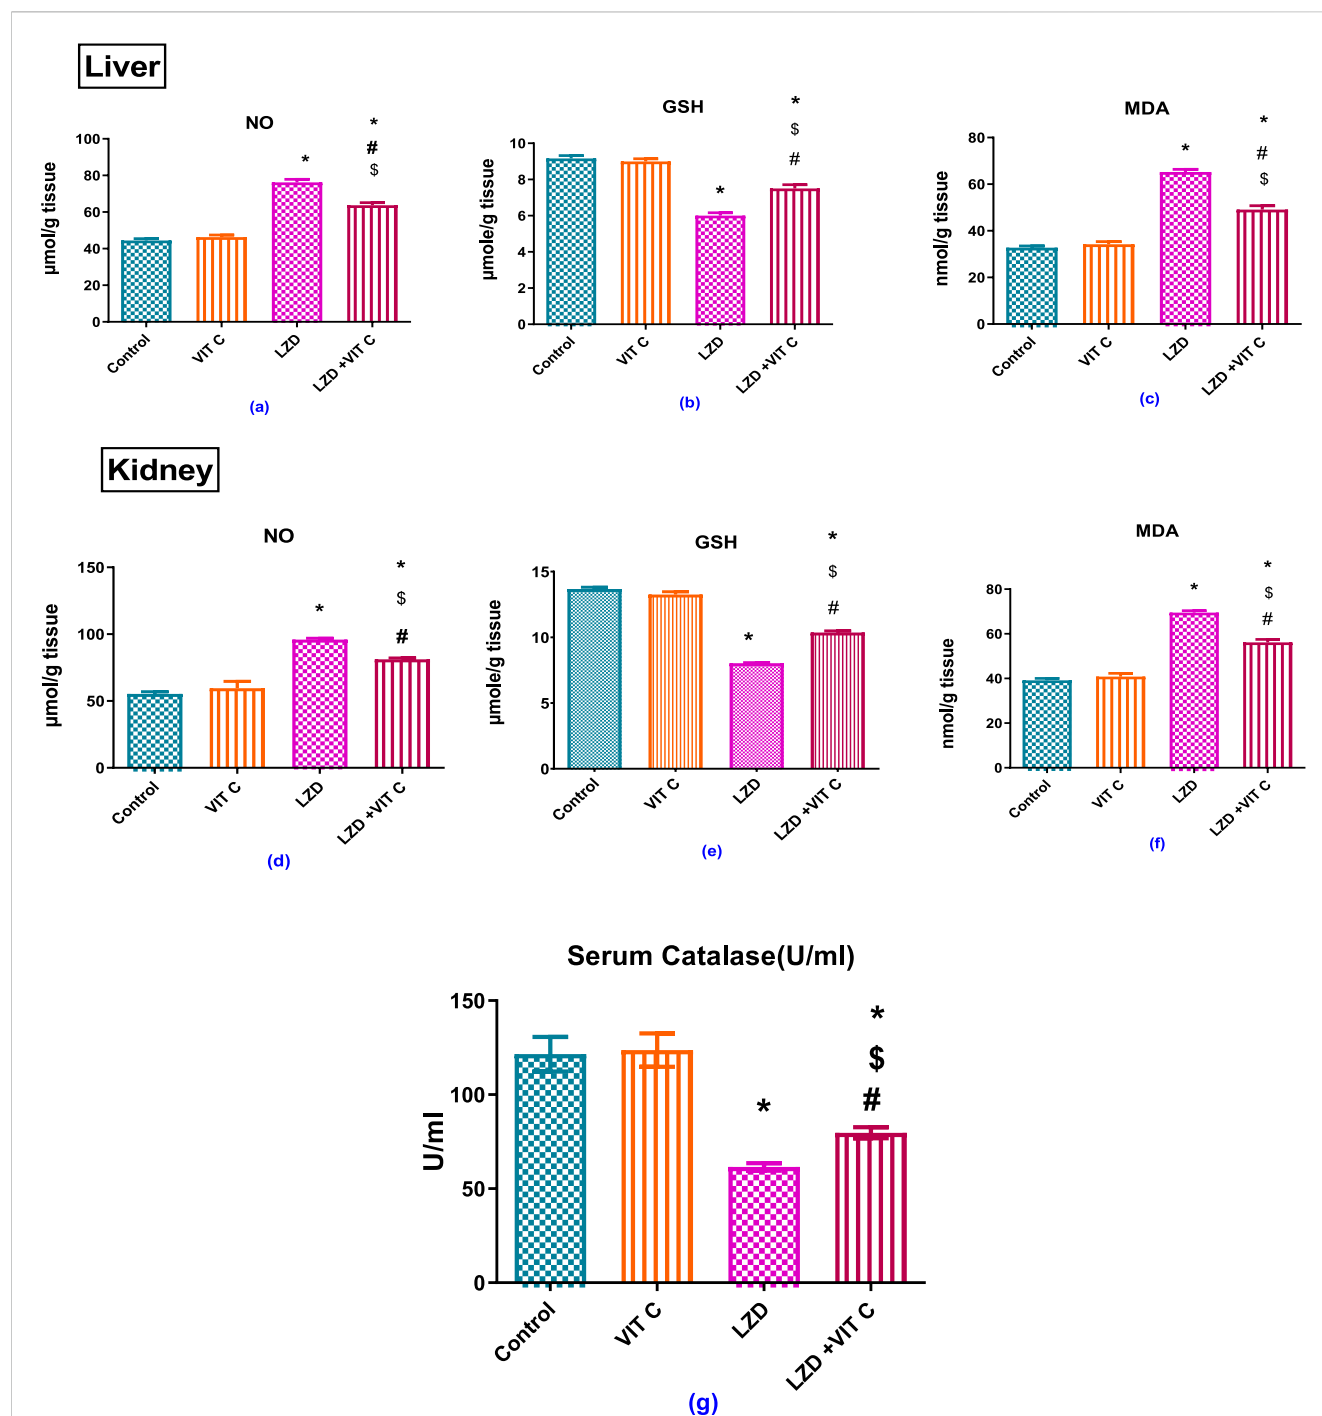 Liver
NO
*
*
#
$
µmol/g tissue
100
80
60
40
20
0
Control
VIT C
LZD
LZD +VIT C
(a)
GSH
*
$
#
*
µmole/g tissue
10
8
6
4
2
0
Control
VIT C
LZD
LZD +VIT C
(b)
MDA
*
*
#
$
nmol/g tissue
80
60
40
20
0
Control
VIT C
LZD
LZD +VIT C
(c)
Kidney
NO
*
*
$
#
µmol/g tissue
150
100
50
0
Control
VIT C
LZD
LZD +VIT C
(d)
GSH
*
*
$
#
µmole/g tissue
15
10
5
0
Control
VIT C
LZD
LZD +VIT C
(e)
MDA
*
*
$
#
nmol/g tissue
80
60
40
20
0
Control
VIT C
LZD
LZD +VIT C
(f)
Serum Catalase(U/ml)
*
*
$
#
U/ml
150
100
50
0
Control
VIT C
LZD
LZD +VIT C
(g)